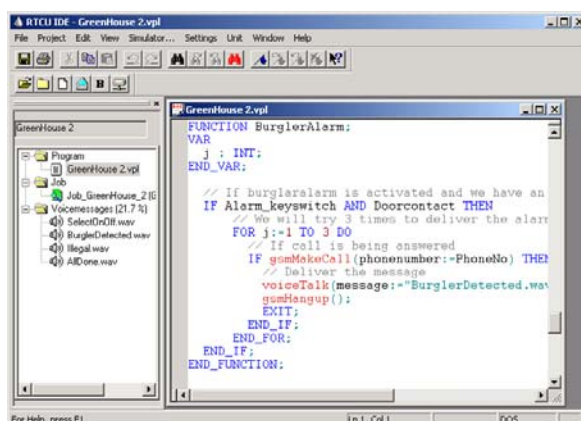 RTCU IDE - GreenHouse 2.vpl
File Project Edit View Simulator... Settings Unit Window Help
GreenHouse 2
Program
GreenHouse 2.vpl
Job
Job_GreenHouse_2 (G
Voicemessages (21.7 %)
SelectOnOff.wav
BurglerDetected.wav
Illegal.wav
AllDone.wav
GreenHouse 2.vpl
FUNCTION BurglerAlarm;
VAR
j : INT;
END_VAR;
// If burglaralarm is activated and we have an
IF Alarm_keyswitch AND Doorcontact THEN
// We will try 3 times to deliver the alar
FOR j:=1 TO 3 DO
// If call is being answered
IF gsmMakeCall(phonenumber:=PhoneNo) THEN
// Deliver the message
voiceTalk(message:="BurglerDetected.wav
gsmHangup();
EXIT;
END_IF;
END_FOR;
END_IF;
END_FUNCTION;
For Help, press F1
Ln 1, Col 1 DOS